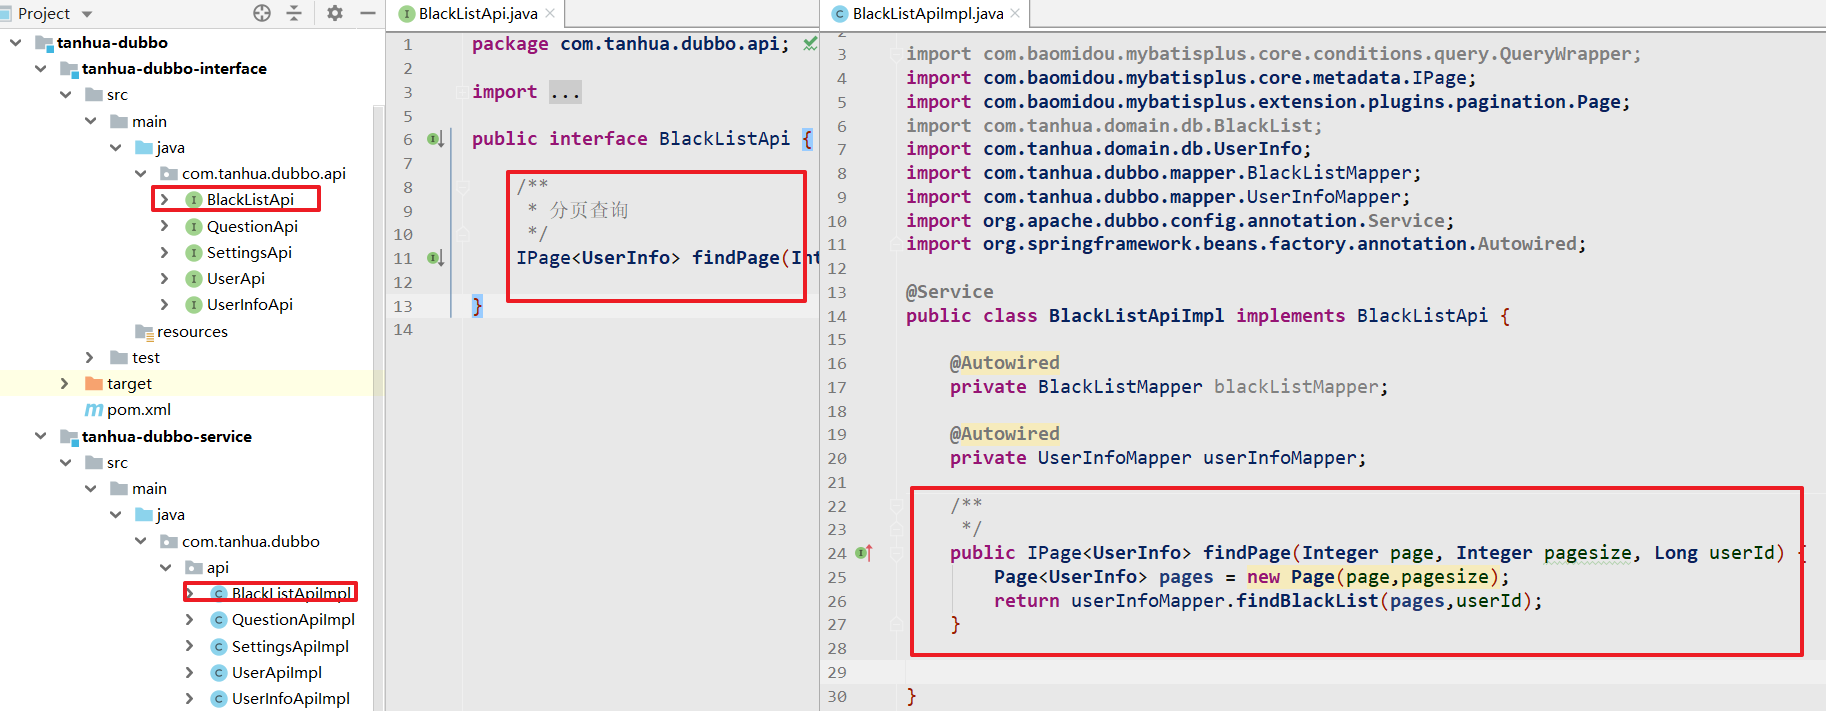 Project
tanhua-dubbo
tanhua-dubbo-interface
src
main
java
com.tanhua.dubbo.api
BlackListApi
QuestionApi
SettingsApi
UserApi
UserInfoApi
resources
test
target
pom.xml
tanhua-dubbo-service
src
main
java
com.tanhua.dubbo
api
BlackListApiImpl
QuestionApiImpl
SettingsApiImpl
UserApiImpl
UserInfoApiImpl
BlackListApi.java
1 package com.tanhua.dubbo.api;
2
3 import ...
5
6 public interface BlackListApi {
7
8 /**
9 * 分页查询
10 */
11 IPage<UserInfo> findPage(Int
12
13 }
14
BlackListApiImpl.java
2
3 import com.baomidou.mybatisplus.core.conditions.query.QueryWrapper;
4 import com.baomidou.mybatisplus.core.metadata.IPage;
5 import com.baomidou.mybatisplus.extension.plugins.pagination.Page;
6 import com.tanhua.domain.db.BlackList;
7 import com.tanhua.domain.db.UserInfo;
8 import com.tanhua.dubbo.mapper.BlackListMapper;
9 import com.tanhua.dubbo.mapper.UserInfoMapper;
10 import org.apache.dubbo.config.annotation.Service;
11 import org.springframework.beans.factory.annotation.Autowired;
12
13 @Service
14 public class BlackListApiImpl implements BlackListApi {
15
16 @Autowired
17 private BlackListMapper blackListMapper;
18
19 @Autowired
20 private UserInfoMapper userInfoMapper;
21
22 /**
23 */
24 public IPage<UserInfo> findPage(Integer page, Integer pagesize, Long userId) {
25 Page<UserInfo> pages = new Page(page,pagesize);
26 return userInfoMapper.findBlackList(pages,userId);
27 }
28
29
30 }